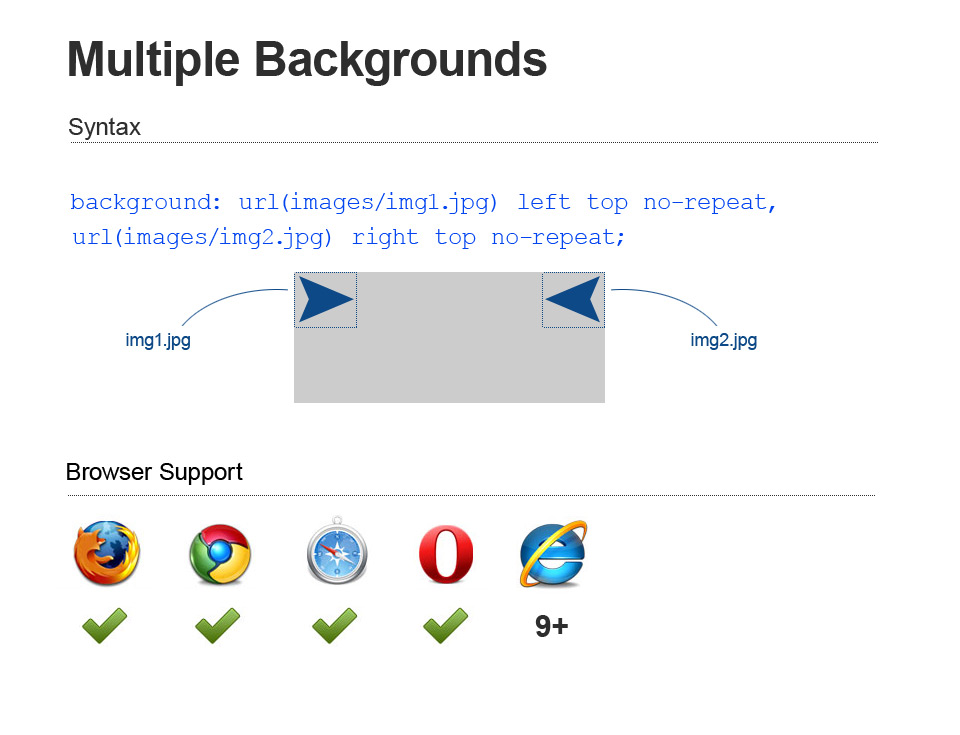 Multiple Backgrounds
Syntax
background: url(images/img1.jpg) left top no-repeat,
url(images/img2.jpg) right top no-repeat;
img1.jpg
img2.jpg
Browser Support
9+